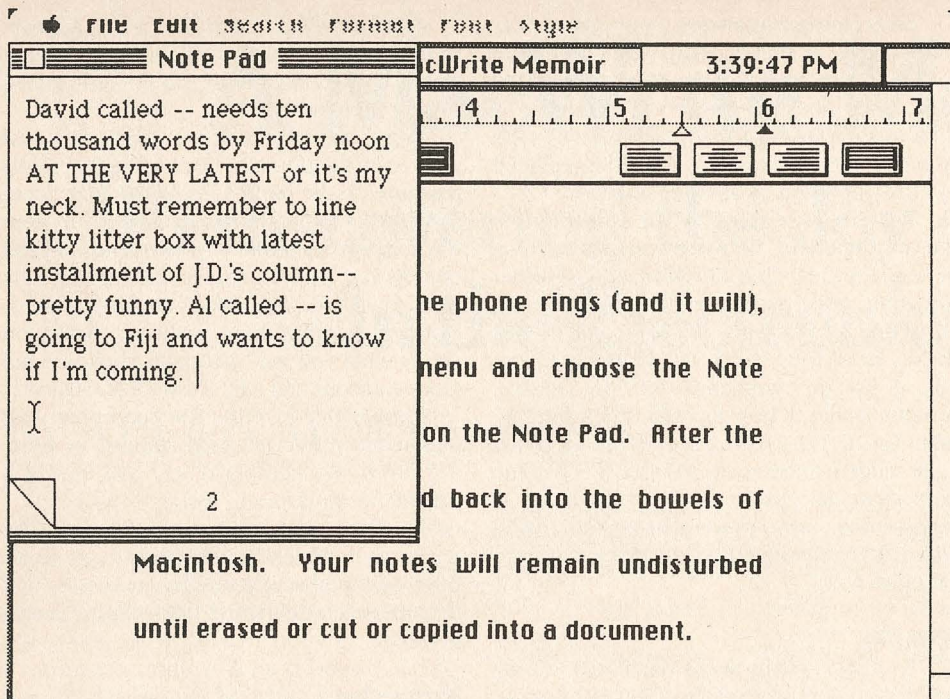 File Edit Search Format Font Style
Note Pad
David called -- needs ten
thousand words by Friday noon
AT THE VERY LATEST or it's my
neck. Must remember to line
kitty litter box with latest
installment of J.D.'s column--
pretty funny. Al called -- is
going to Fiji and wants to know
if I'm coming.
2
cWrite Memoir
3:39:47 PM
4 5 6 7
he phone rings (and it will),
menu and choose the Note
on the Note Pad. After the
d back into the bowels of
Macintosh. Your notes will remain undisturbed
until erased or cut or copied into a document.